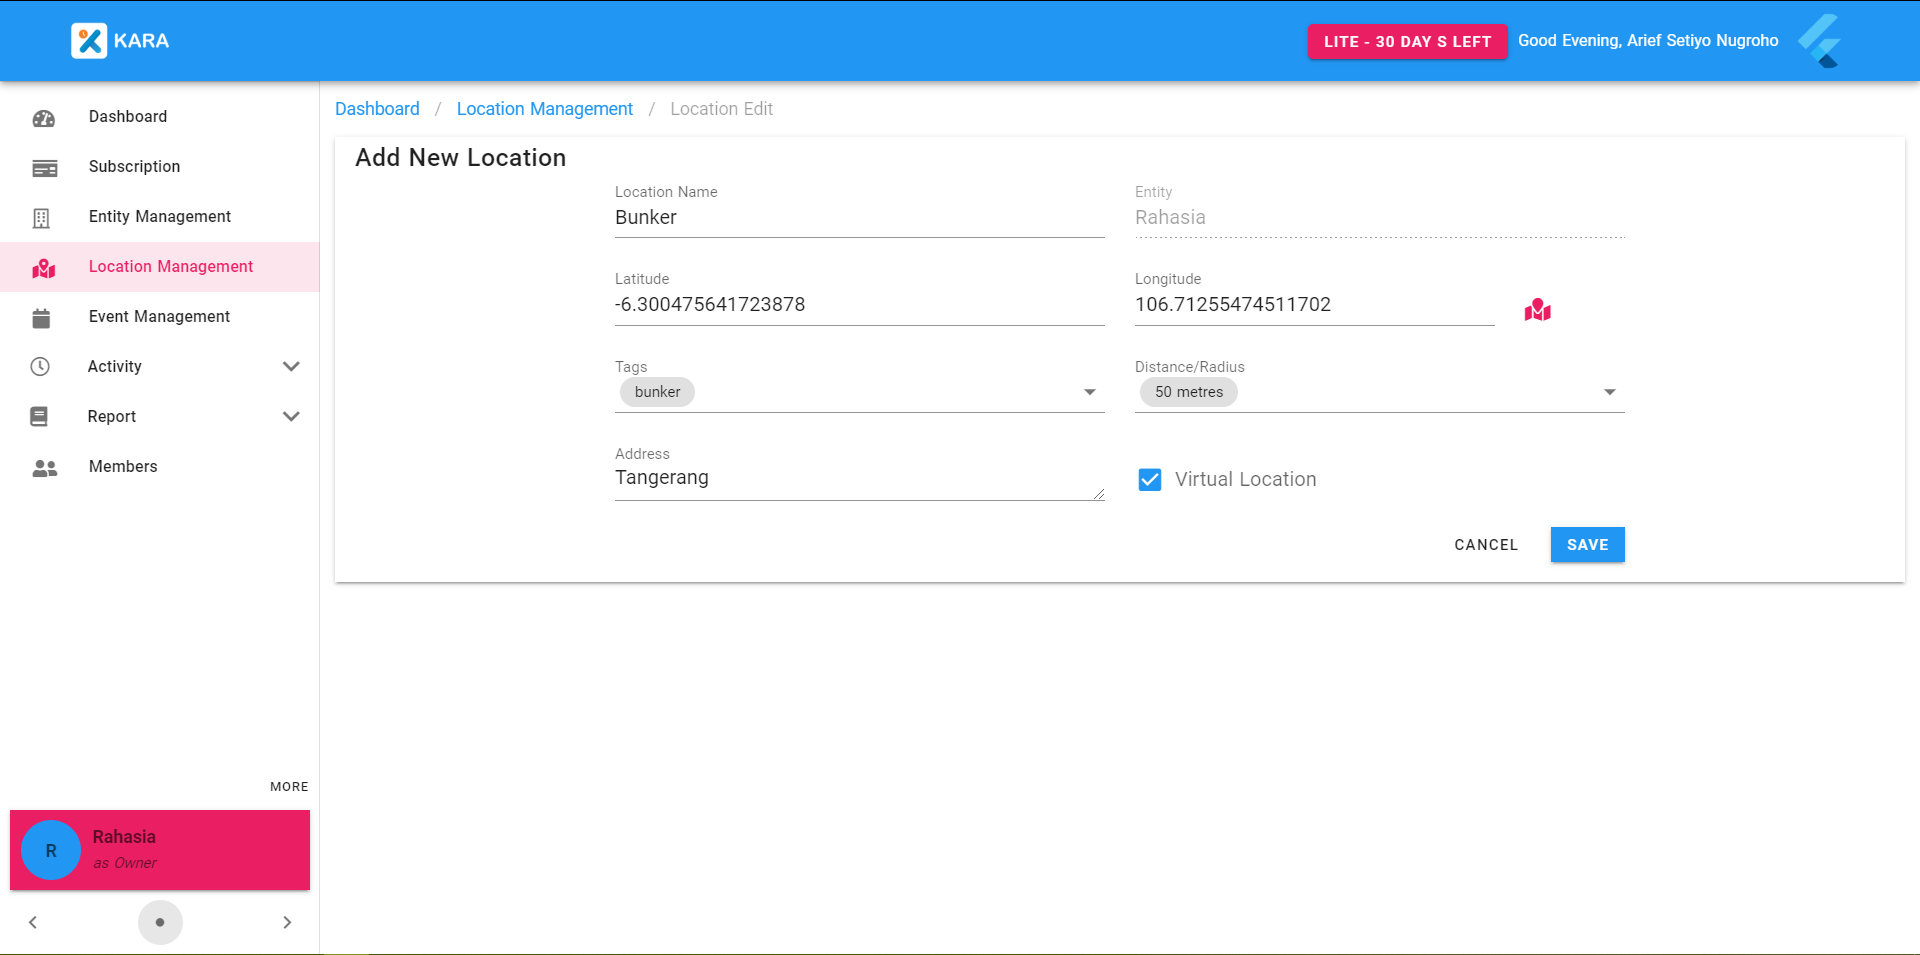 KARA
LITE - 30 DAY S LEFT
Good Evening, Arief Setiyo Nugroho
Dashboard
Subscription
Entity Management
Location Management
Event Management
Activity
Report
Members
MORE
R
Rahasia
as Owner
Dashboard / Location Management / Location Edit
Add New Location
Location Name
Bunker
Entity
Rahasia
Latitude
-6.300475641723878
Longitude
106.71255474511702
Tags
bunker
Distance/Radius
50 metres
Address
Tangerang
Virtual Location
CANCEL
SAVE